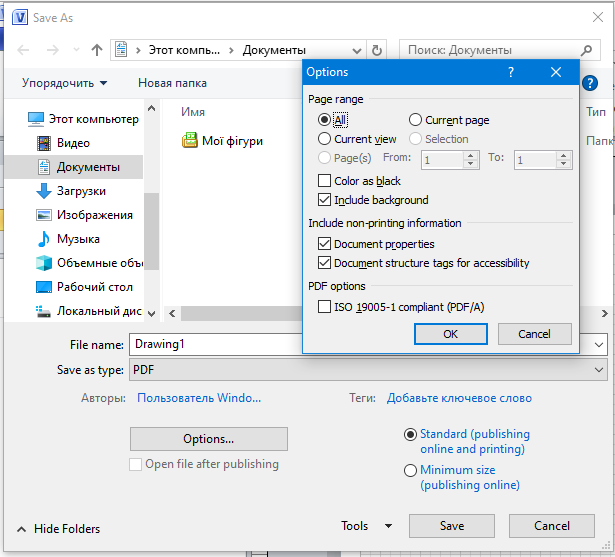 Save As
Этот компь...
Документы
Поиск: Документы
Упорядочить
Новая папка
?
Этот компьютер
Видео
Документы
Загрузки
Изображения
Музыка
Объемные объ
Рабочий стол
Локальный дис
Имя
Мої фігури
Тип
Папк
Options
?
Page range
All
Current page
Current view
Selection
Page(s)
From:
1
To:
1
Color as black
Include background
Include non-printing information
Document properties
Document structure tags for accessibility
PDF options
ISO 19005-1 compliant (PDF/A)
OK
Cancel
File name:
Drawing1
Save as type:
PDF
Авторы:
Пользователь Windo...
Теги:
Добавьте ключевое слово
Options...
Open file after publishing
Standard (publishing
online and printing)
Minimum size
(publishing online)
Hide Folders
Tools
Save
Cancel